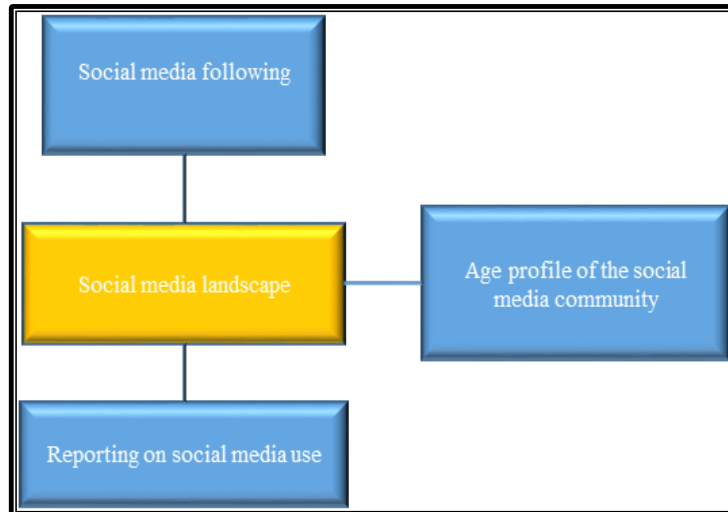 Social media following
Social media landscape
Age profile of the social
media community
Reporting on social media use